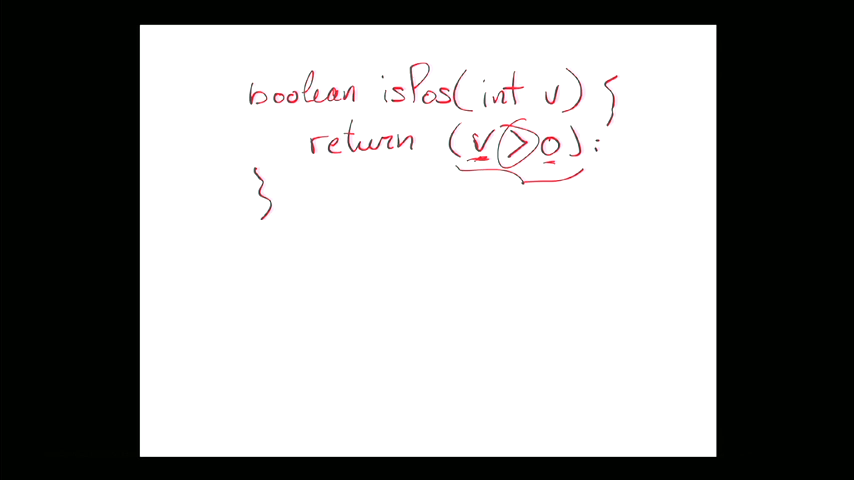 boolean isPos(int v) {
return (v > 0);
}